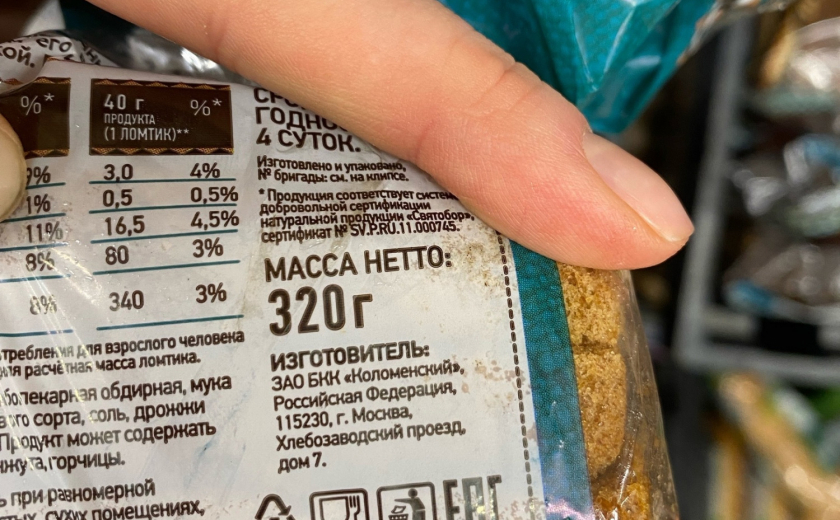 %*
40 г %*
ПРОДУКТА
(1 ЛОМТИК)**
3,0 4%
1% 0,5 0,5%
11% 16,5 4,5%
8% 80 3%
8% 340 3%
для взрослого человека
расчётная масса ломтика.
обдирная, мука
сорта, соль, дрожжи
Продукт может содержать
горчицы.
при равномерной
сухих помещениях,
4 СУТОК.
Изготовлено и упаковано,
№ бригады: см. на клипсе.
* Продукция соответствует
добровольной сертификации
натуральной продукции «Святобор»,
сертификат № SV.P.RU.11.000745.
МАССА НЕТТО:
320 г
ИЗГОТОВИТЕЛЬ:
ЗАО БКК «Коломенский»,
Российская Федерация,
115230, г. Москва,
Хлебозаводский проезд,
дом 7.